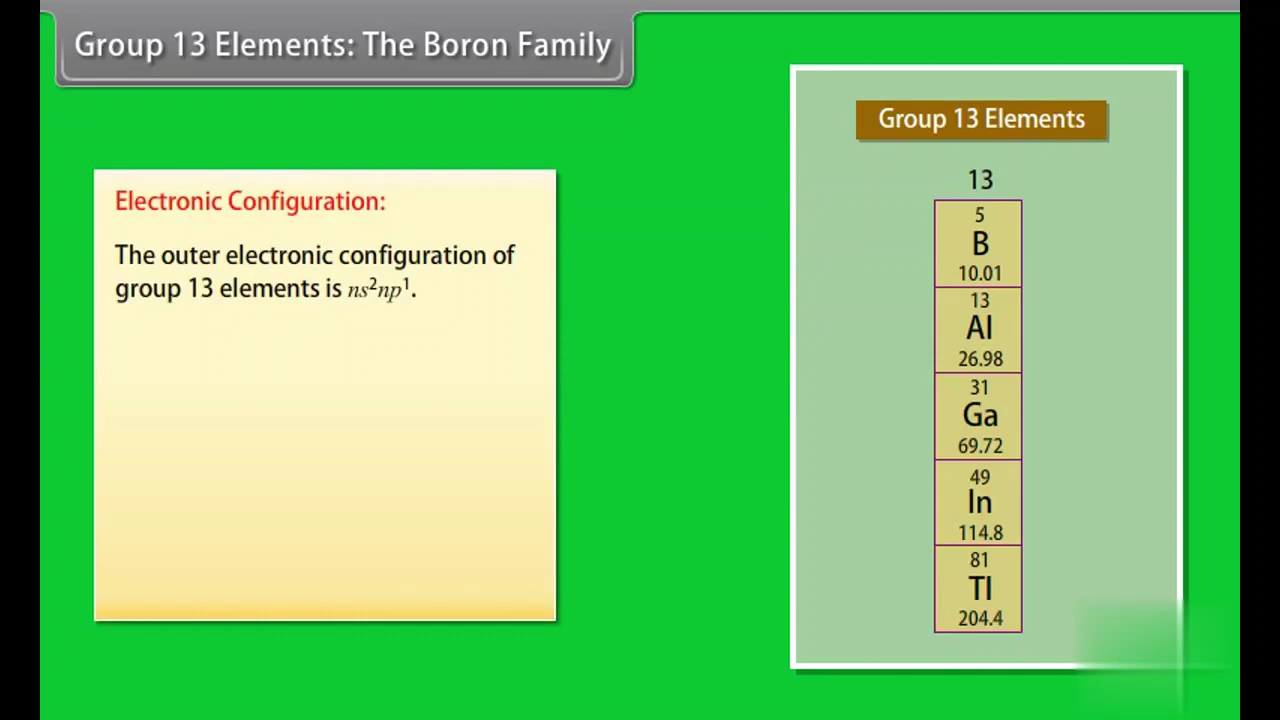 Group 13 Elements: The Boron Family
Electronic Configuration:
The outer electronic configuration of
group 13 elements is ns²np¹.
Group 13 Elements
13
5
B
10.01
13
Al
26.98
31
Ga
69.72
49
In
114.8
81
Tl
204.4